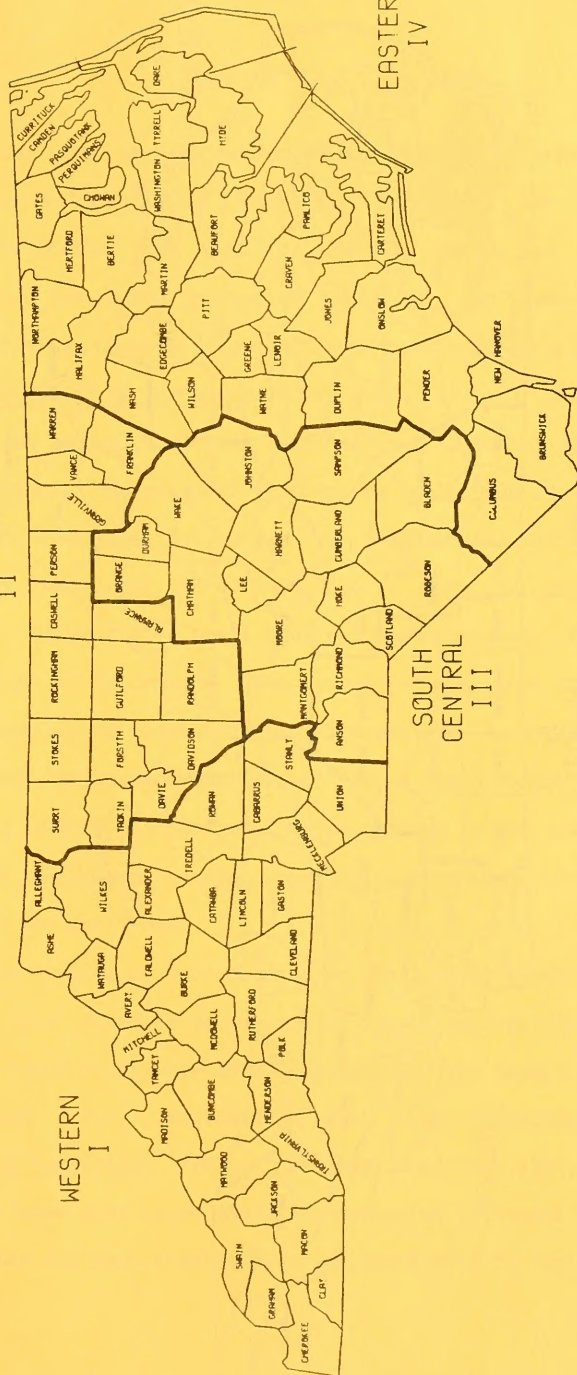 II
WESTERN
I
EASTER
IV
SOUTH
CENTRAL
III
CHEROKEE
GRAHAM
CLAY
SWAIN
MACON
JACKSON
HAYWOOD
TRANSYLVANIA
MADISON
BUNCOMBE
HENDERSON
YANCEY
MITCHELL
MCDOWELL
RUTHERFORD
POLK
AVERY
BURKE
CLEVELAND
ASHE
WATAUGA
CALDWELL
CATAWBA
LINCOLN
GASTON
ALLEGHANY
WILKES
ALEXANDER
IREDELL
MECKLENBURG
SURRY
YADKIN
DAVIE
ROWAN
CABARRUS
UNION
STOKES
FORSYTH
DAVIDSON
STANLY
ANSON
ROCKINGHAM
GUILFORD
RANDOLPH
MONTGOMERY
RICHMOND
CASWELL
ALAMANCE
CHATHAM
MOORE
SCOTLAND
PERSON
ORANGE
DURHAM
LEE
HOKE
ROBESON
GRANVILLE
VANCE
WAKE
HARNETT
CUMBERLAND
BLADEN
COLUMBUS
WARREN
FRANKLIN
JOHNSTON
SAMPSON
BRUNSWICK
NORTHAMPTON
HALIFAX
NASH
WILSON
WAYNE
DUPLIN
PENDER
NEW HANOVER
HERTFORD
BERTIE
MARTIN
EDGECOMBE
PITT
GREENE
LENOIR
JONES
ONSLOW
GATES
CHOWAN
PERQUIMANS
PASQUOTANK
CAMDEN
CURRITUCK
WASHINGTON
TYRRELL
DARE
HYDE
BEAUFORT
CRAVEN
PAMLICO
CARTERET